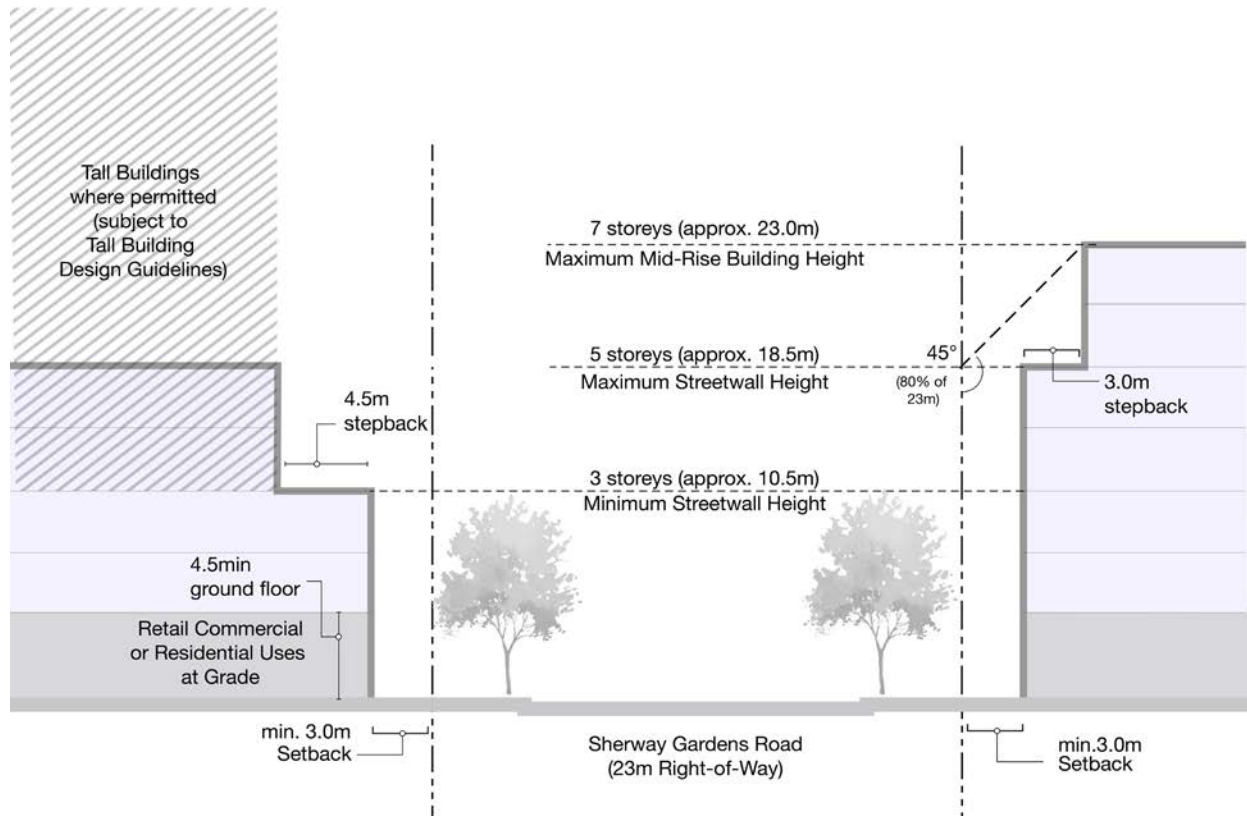 Tall Buildings
where permitted
(subject to
Tall Building
Design Guidelines)
7 storeys (approx. 23.0m)
Maximum Mid-Rise Building Height
5 storeys (approx. 18.5m)
Maximum Streetwall Height
45°
(80% of
23m)
3.0m
stepback
4.5m
stepback
3 storeys (approx. 10.5m)
Minimum Streetwall Height
4.5min
ground floor
Retail Commercial
or Residential Uses
at Grade
min. 3.0m
Setback
Sherway Gardens Road
(23m Right-of-Way)
min.3.0m
Setback